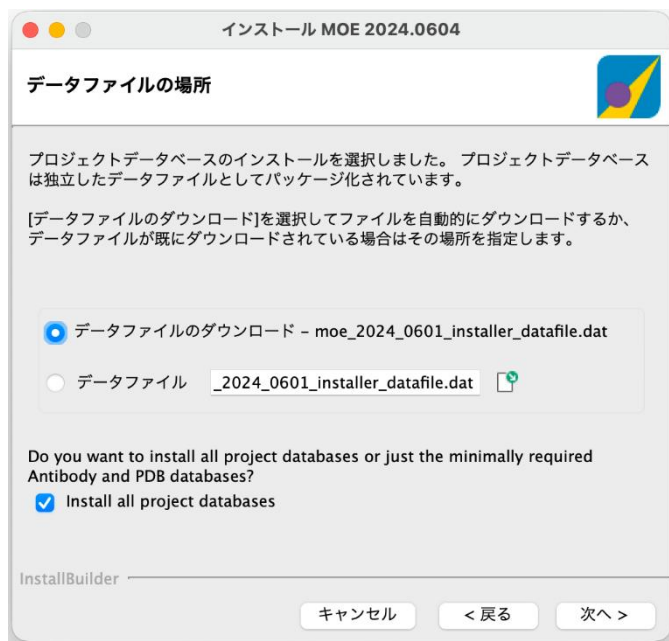 インストール MOE 2024.0604
データファイルの場所
プロジェクトデータベースのインストールを選択しました。 プロジェクトデータベース
は独立したデータファイルとしてパッケージ化されています。
[データファイルのダウンロード]を選択してファイルを自動的にダウンロードするか、
データファイルが既にダウンロードされている場合はその場所を指定します。
データファイルのダウンロード – moe_2024_0601_installer_datafile.dat
データファイル _2024_0601_installer_datafile.dat
Do you want to install all project databases or just the minimally required
Antibody and PDB databases?
Install all project databases
InstallBuilder
キャンセル < 戻る 次へ >